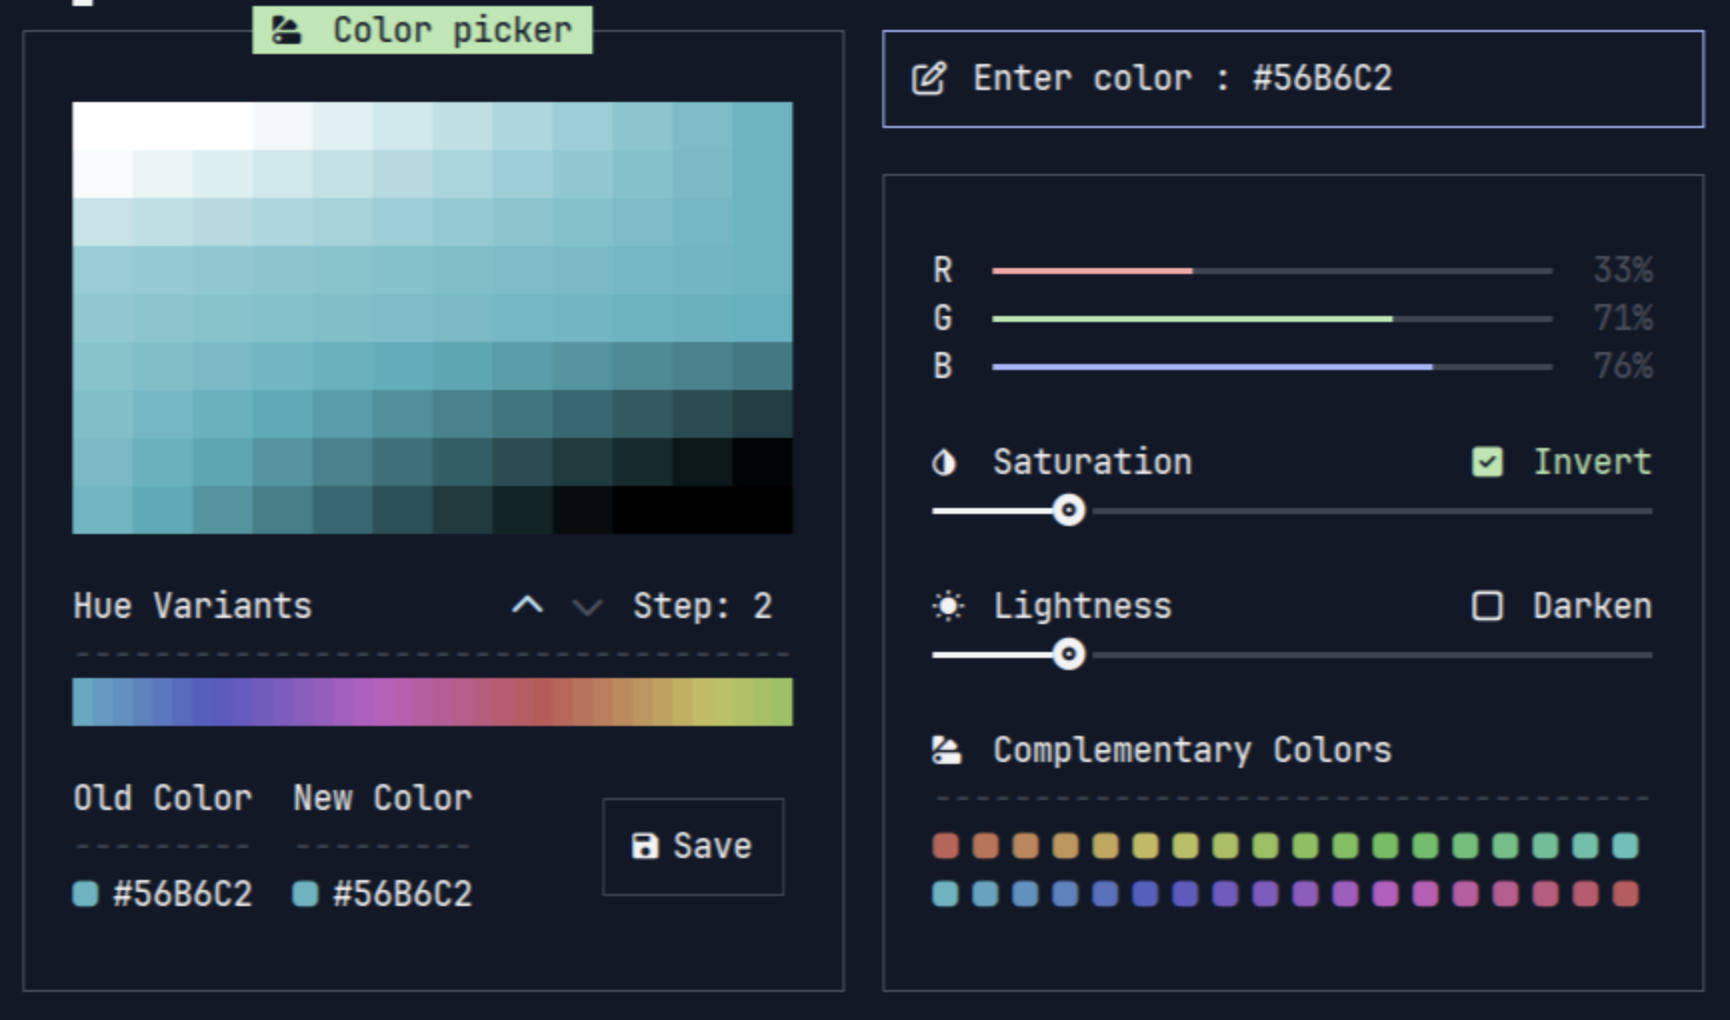 Color picker
Hue Variants Step: 2
Old Color New Color
Save
#56B6C2 #56B6C2
Enter color : #56B6C2
R 33%
G 71%
B 76%
Saturation Invert
Lightness Darken
Complementary Colors